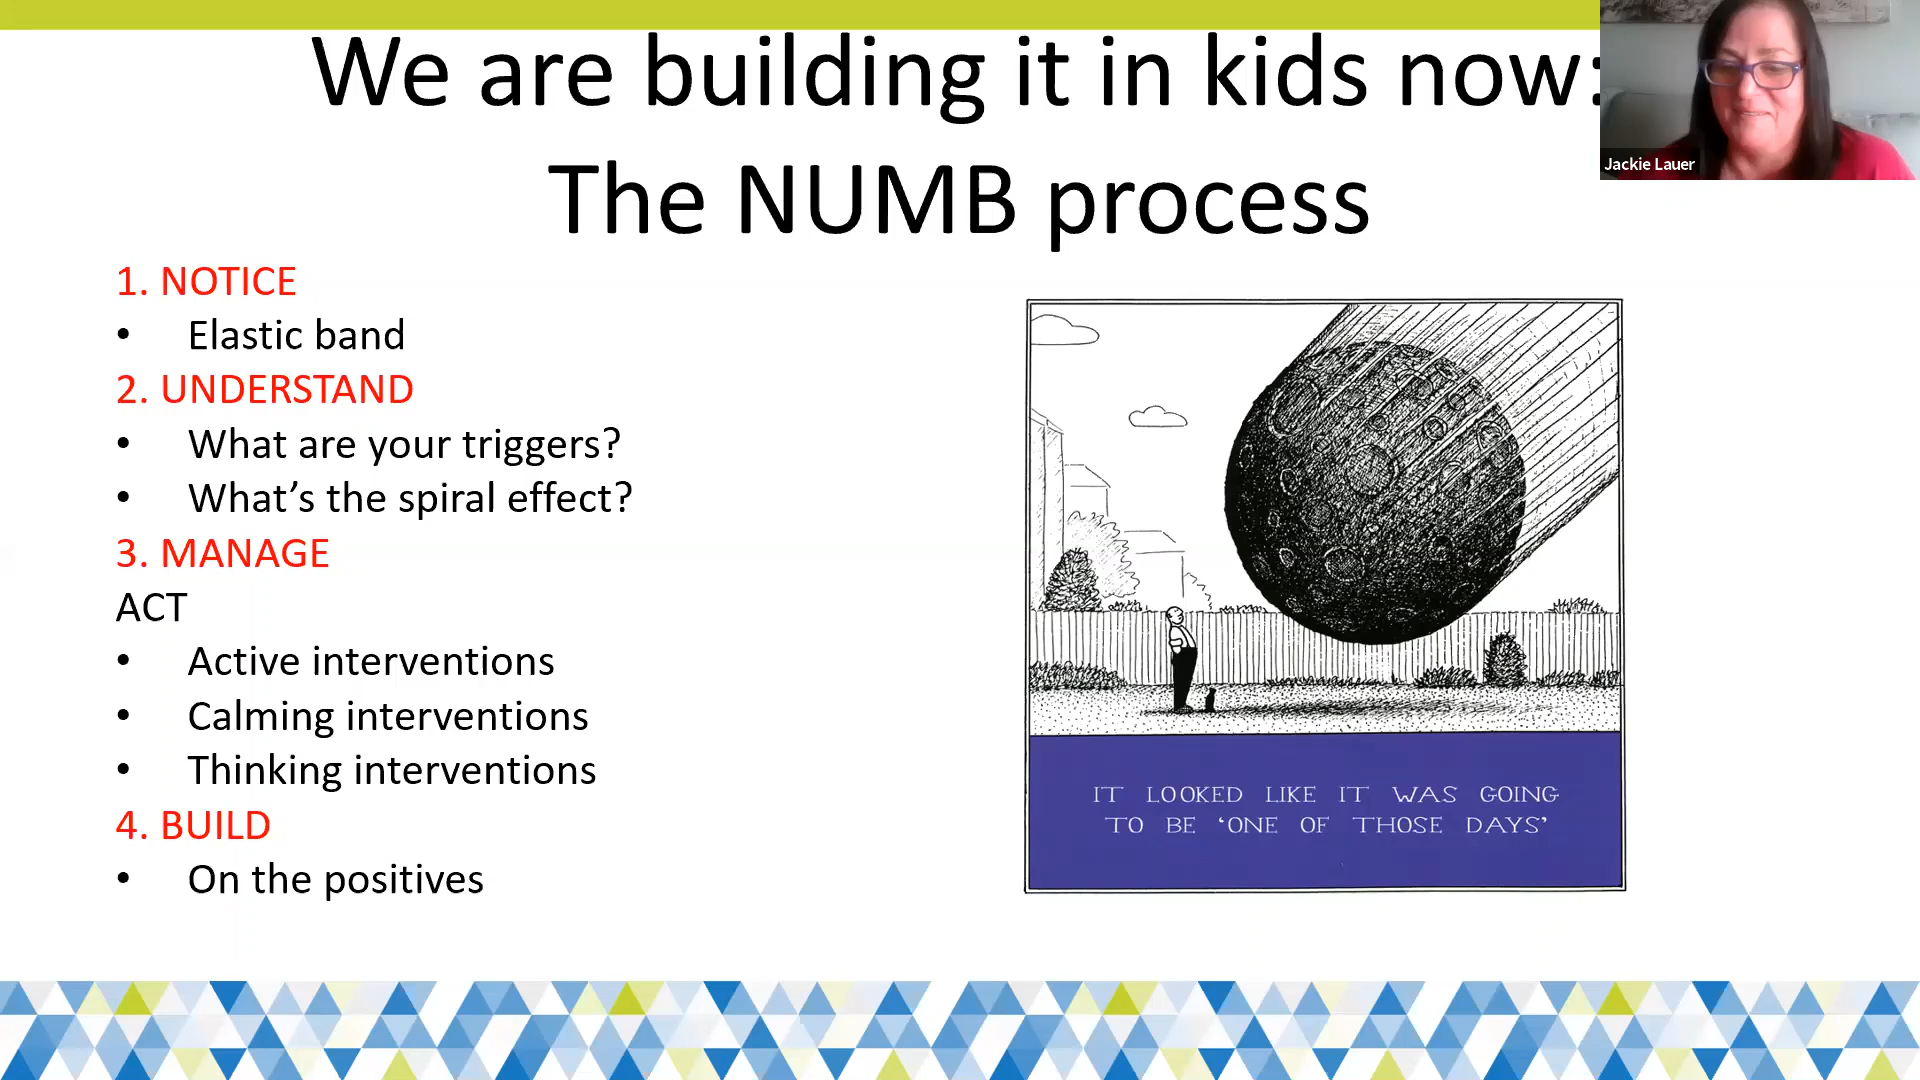 We are building it in kids now:
The NUMB process
Jackie Lauer
1. NOTICE
• Elastic band
2. UNDERSTAND
• What are your triggers?
• What’s the spiral effect?
3. MANAGE
ACT
• Active interventions
• Calming interventions
• Thinking interventions
4. BUILD
• On the positives
IT LOOKED LIKE IT WAS GOING
TO BE ‘ONE OF THOSE DAYS’